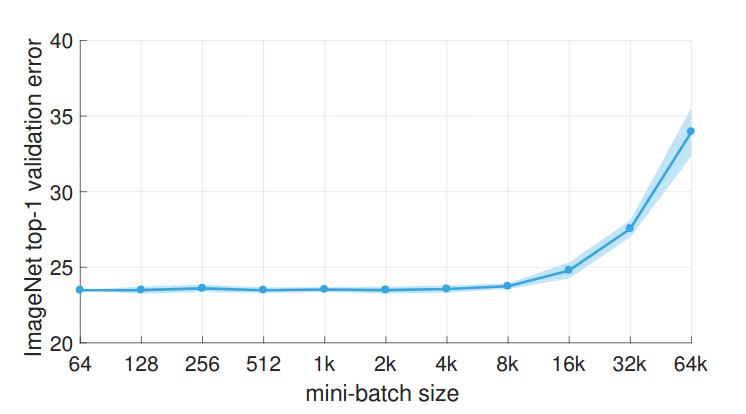 ImageNet top-1 validation error
40
35
30
25
20
64 128 256 512 1k 2k 4k 8k 16k 32k 64k
mini-batch size